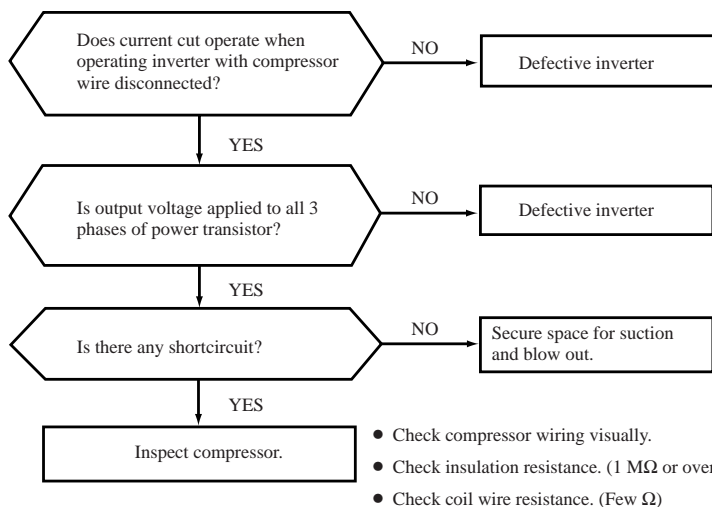 Does current cut operate when
operating inverter with compressor
wire disconnected?
NO
Defective inverter
YES
Is output voltage applied to all 3
phases of power transistor?
NO
Defective inverter
YES
Is there any shortcircuit?
NO
Secure space for suction
and blow out.
YES
Inspect compressor.
● Check compressor wiring visually.
● Check insulation resistance. (1 MΩ or over
● Check coil wire resistance. (Few Ω)